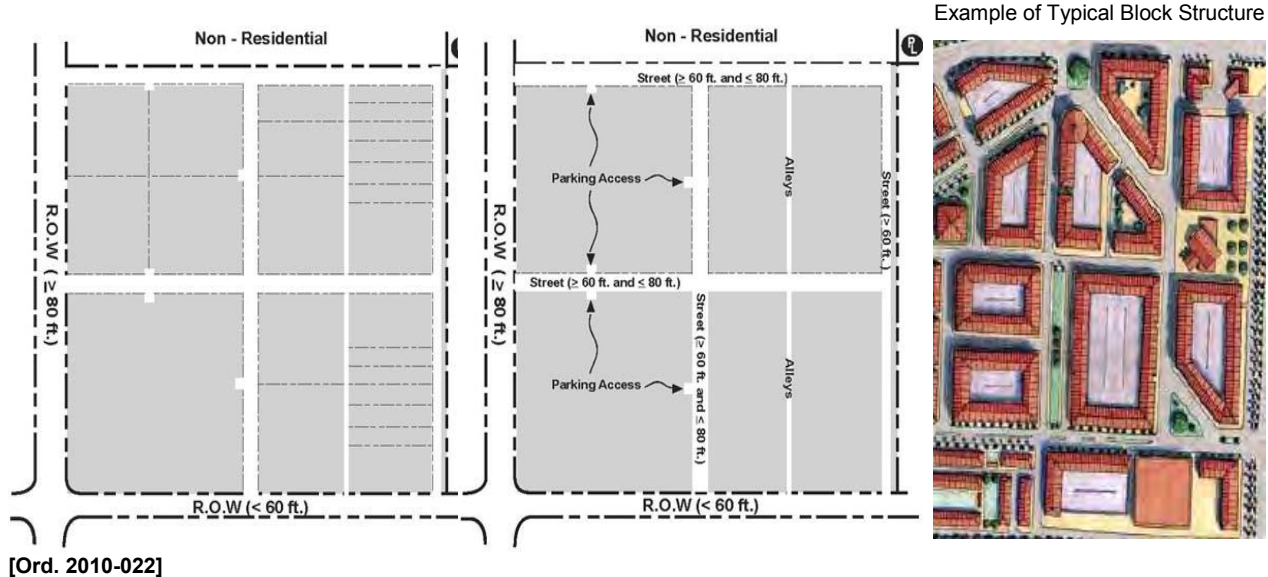 Example of Typical Block Structure
Non - Residential
R.O.W (≥ 80 ft.)
R.O.W (< 60 ft.)
Non - Residential
PL
Street (≥ 60 ft. and ≤ 80 ft.)
Parking Access
Alleys
Street (≥ 60 ft.)
R.O.W (≥ 80 ft.)
Street (≥ 60 ft. and ≤ 80 ft.)
Street (≥ 60 ft. and ≤ 80 ft.)
Parking Access
Alleys
R.O.W (< 60 ft.)
[Ord. 2010-022]